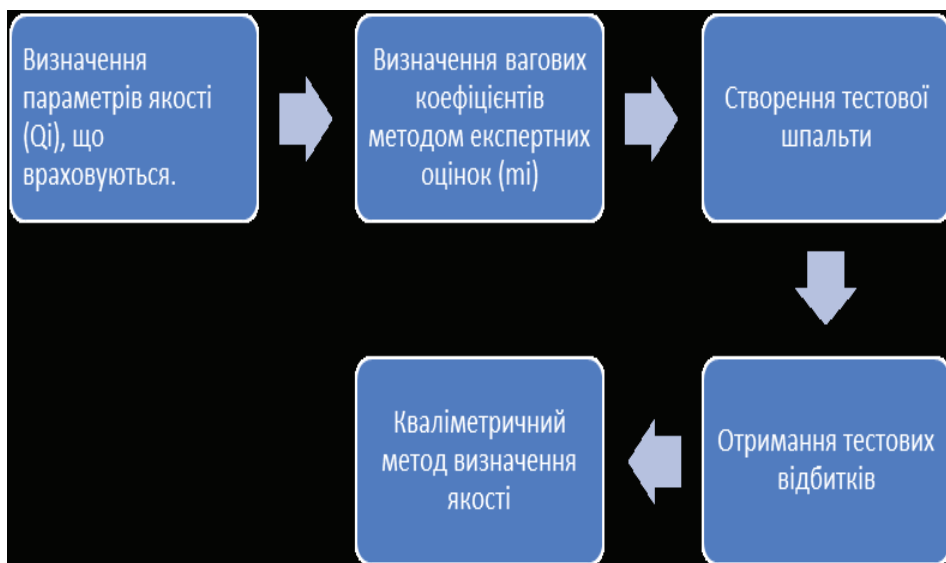 Визначення
параметрів якості
(Qi), що
враховуються.
Визначення вагових
коефіцієнтів
методом експертних
оцінок (mi)
Створення тестової
шпальти
Отримання тестових
відбитків
Кваліметричний
метод визначення
якості